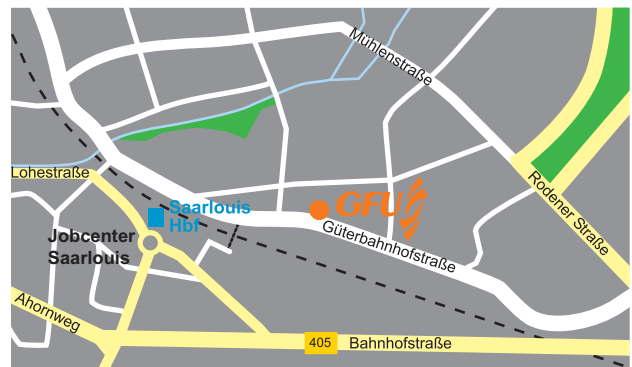 Mühlenstraße
Lohestraße
Rodener Straße
Saarlouis
Hbf
GFU
Jobcenter
Saarlouis
Güterbahnhofstraße
Ahornweg
405
Bahnhofstraße